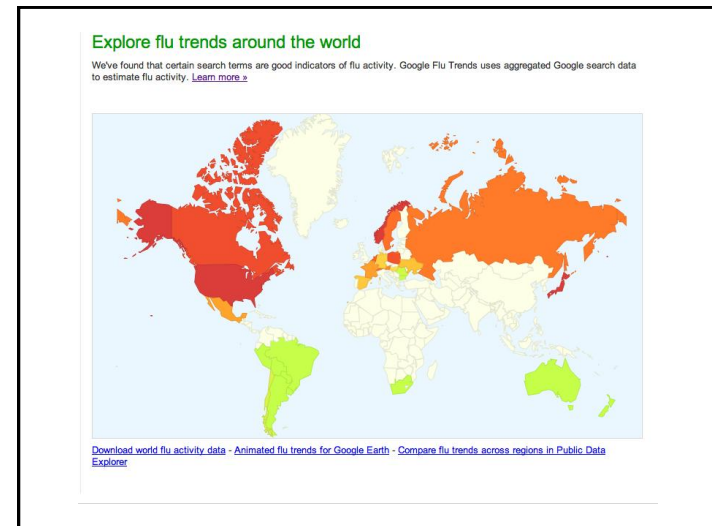 Explore flu trends around the world
We've found that certain search terms are good indicators of flu activity. Google Flu Trends uses aggregated Google search data
to estimate flu activity. Learn more »
Download world flu activity data - Animated flu trends for Google Earth - Compare flu trends across regions in Public Data
Explorer